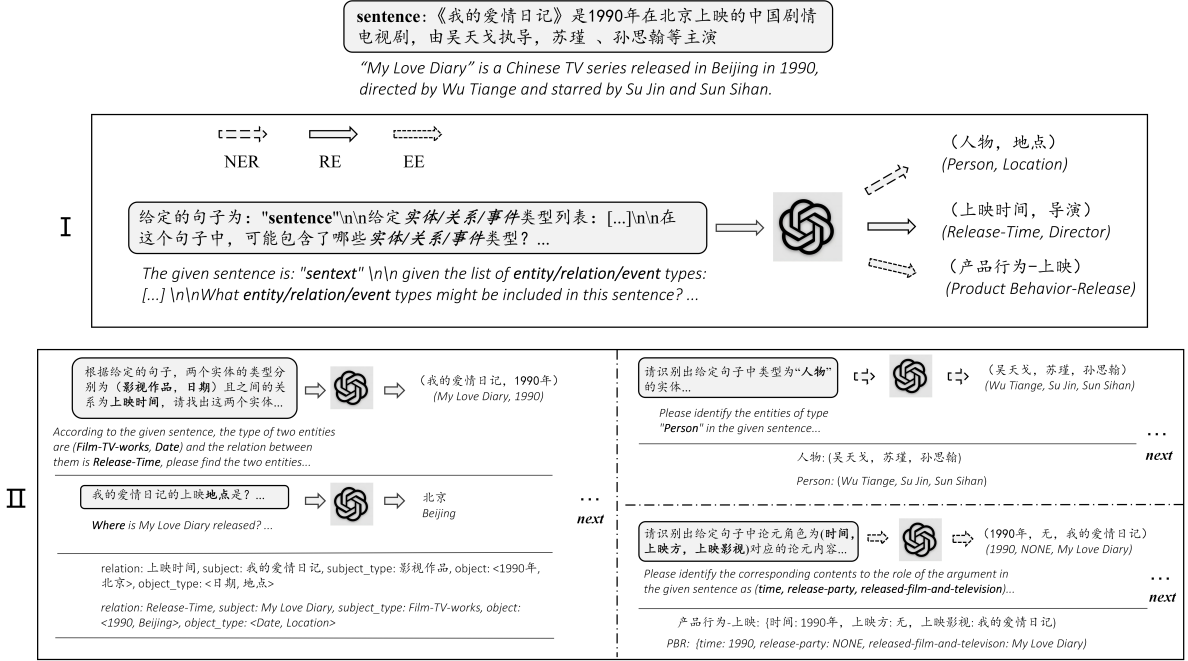 sentence:《我的爱情日记》是1990年在北京上映的中国剧情
电视剧，由吴天戈执导，苏瑾 、孙思翰等主演
“My Love Diary” is a Chinese TV series released in Beijing in 1990,
directed by Wu Tiange and starred by Su Jin and Sun Sihan.
NER
RE
EE
I
给定的句子为："sentence"\n\n给定实体/关系/事件类型列表：[...]\n\n在
这个句子中，可能包含了哪些实体/关系/事件类型？...
The given sentence is: "sentext" \n\n given the list of entity/relation/event types:
[...] \n\nWhat entity/relation/event types might be included in this sentence? ...
（人物，地点）
(Person, Location)
（上映时间，导演）
(Release-Time, Director)
（产品行为-上映）
(Product Behavior-Release)
II
根据给定的句子，两个实体的类型分
别为（影视作品，日期）且之间的关
系为上映时间，请找出这两个实体...
（我的爱情日记，1990年）
(My Love Diary, 1990)
According to the given sentence, the type of two entities
are (Film-TV-works, Date) and the relation between
them is Release-Time, please find the two entities...
我的爱情日记的上映地点是？...
北京
Beijing
Where is My Love Diary released? ...
...
next
relation: 上映时间, subject: 我的爱情日记, subject_type: 影视作品, object: <1990年,
北京>, object_type: <日期, 地点>
relation: Release-Time, subject: My Love Diary, subject_type: Film-TV-works, object:
<1990, Beijing>, object_type: <Date, Location>
请识别出给定句子中类型为“人物”
的实体...
（吴天戈，苏瑾，孙思翰）
(Wu Tiange, Su Jin, Sun Sihan)
Please identify the entities of type
"Person" in the given sentence...
...
next
人物: (吴天戈，苏瑾，孙思翰)
Person: (Wu Tiange, Su Jin, Sun Sihan)
请识别出给定句子中论元角色为(时间，
上映方，上映影视)对应的论元内容...
（1990年，无，我的爱情日记）
(1990, NONE, My Love Diary)
Please identify the corresponding contents to the role of the argument in
the given sentence as (time, release-party, released-film-and-television)...
...
next
产品行为-上映: {时间: 1990年，上映方: 无，上映影视: 我的爱情日记}
PBR: {time: 1990, release-party: NONE, released-film-and-televison: My Love Diary}